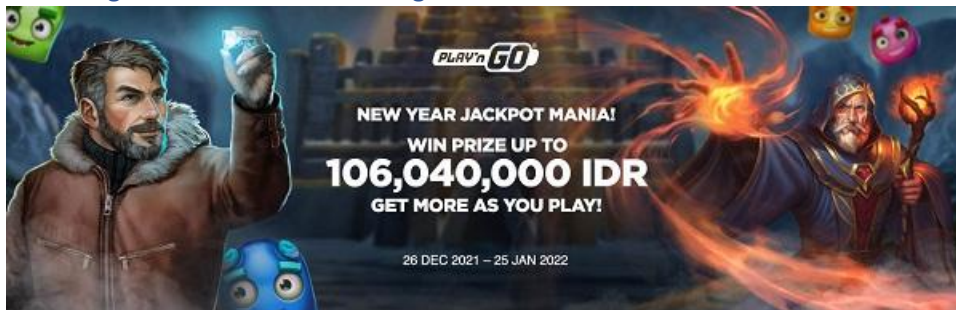 PLAY'n GO
NEW YEAR JACKPOT MANIA!
WIN PRIZE UP TO
106,040,000 IDR
GET MORE AS YOU PLAY!
26 DEC 2021 – 25 JAN 2022